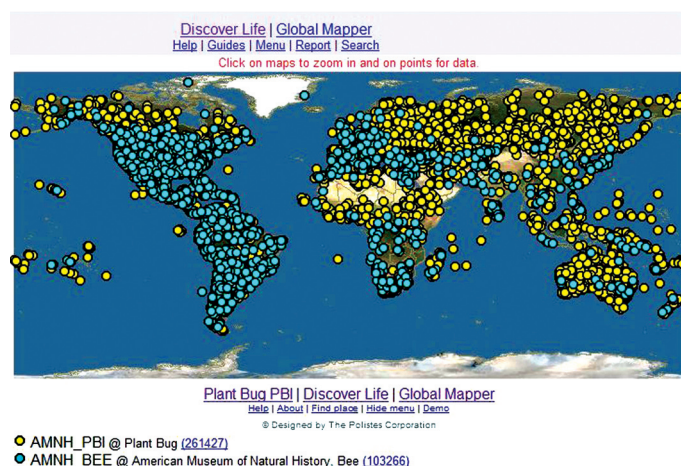 Discover Life | Global Mapper
Help | Guides | Menu | Report | Search
Click on maps to zoom in and on points for data.
Plant Bug PBI | Discover Life | Global Mapper
Help | About | Find place | Hide menu | Demo
© Designed by The Polistes Corporation
AMNH_PBI @ Plant Bug (261427)
AMNH_BEE @ American Museum of Natural History, Bee (103266)